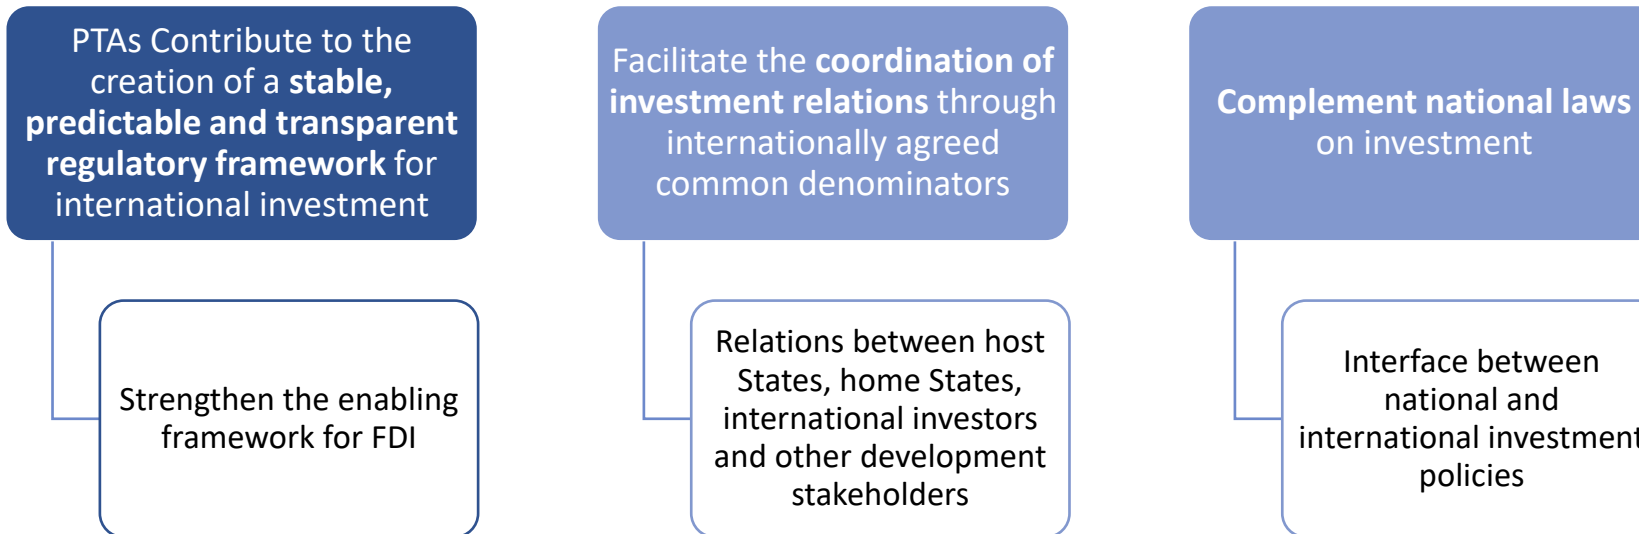 PTAs Contribute to the
creation of a stable,
predictable and transparent
regulatory framework for
international investment
Strengthen the enabling
framework for FDI
Facilitate the coordination of
investment relations through
internationally agreed
common denominators
Relations between host
States, home States,
international investors
and other development
stakeholders
Complement national laws
on investment
Interface between
national and
international investment
policies